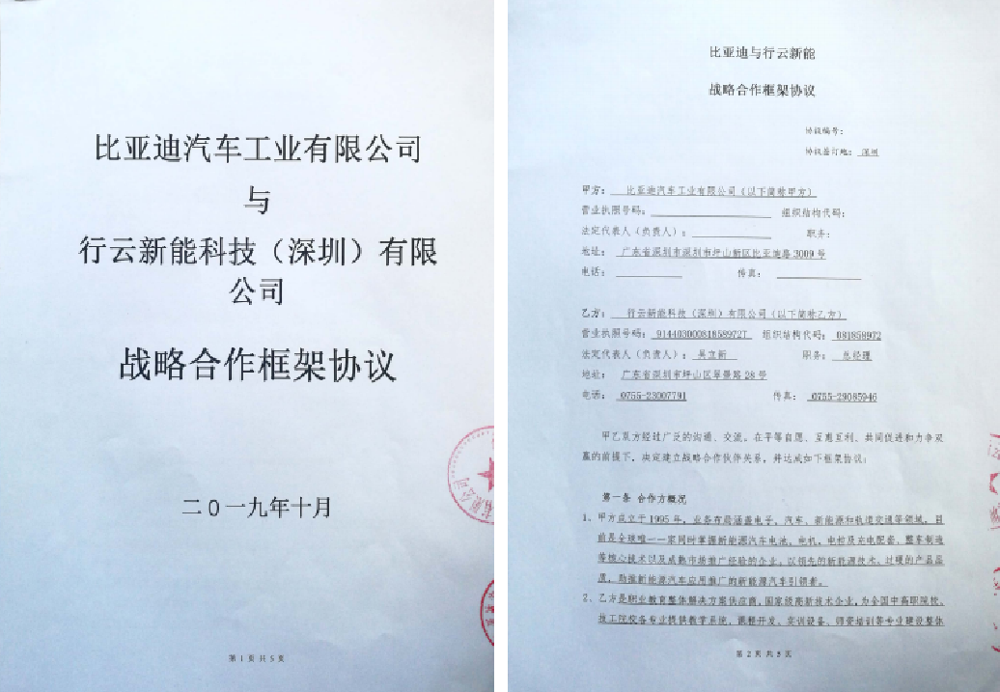 比亚迪汽车工业有限公司
与
行云新能科技（深圳）有限
公司
战略合作框架协议
二0一九年十月
有限公司
第1页共5页
比亚迪与行云新能
战略合作框架协议
协议编号：
协议签订地： 深圳
甲方： 比亚迪汽车工业有限公司（以下简称甲方）
营业执照号码： 组织结构代码：
法定代表人（负责人）： 职务：
地址： 广东省深圳市深圳市坪山新区比亚迪路3009号
电话： 传真：
乙方： 行云新能科技（深圳）有限公司（以下简称乙方）
营业执照号码： 91440300081858972T 组织结构代码： 081858972
法定代表人（负责人）： 吴立新 职务： 总经理
地址： 广东省深圳市坪山区翠景路28号
电话： 0755-23007791 传真： 0755-29085946
甲乙双方经过广泛的沟通、交流，在平等自愿、互惠互利、共同促进和力争双
赢的前提下，决定建立战略合作伙伴关系，并达成如下框架协议：
第一条 合作方概况
1、甲方成立于1995年，业务布局涵盖电子、汽车、新能源和轨道交通等领域，目
前是全球唯一一家同时掌握新能源汽车电池、电机、电控及充电配套、整车制造
等核心技术以及成熟市场推广经验的企业，以领先的新能源技术、过硬的产品品
质，助推新能源汽车应用推广的新能源汽车引领者。
2、乙方是职业教育整体解决方案供应商，国家级高新技术企业，为全国中高职院校、
技工院校各专业提供教学系统、课程开发、实训设备、师资培训等专业建设整体
第2页共5页